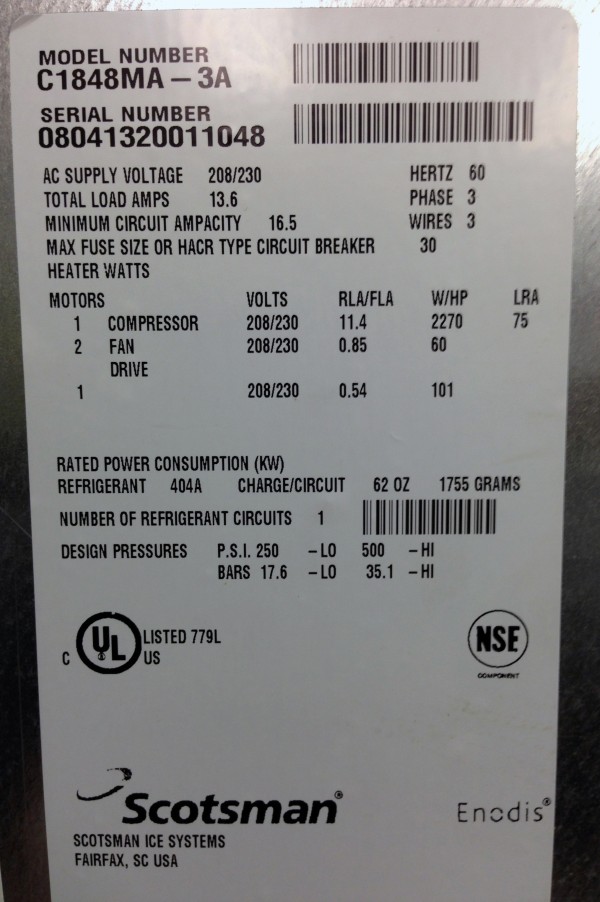 MODEL NUMBER
C1848MA – 3A
SERIAL NUMBER
08041320011048
AC SUPPLY VOLTAGE 208/230 HERTZ 60
TOTAL LOAD AMPS 13.6 PHASE 3
MINIMUM CIRCUIT AMPACITY 16.5 WIRES 3
MAX FUSE SIZE OR HACR TYPE CIRCUIT BREAKER 30
HEATER WATTS
MOTORS VOLTS RLA/FLA W/HP LRA
1 COMPRESSOR 208/230 11.4 2270 75
2 FAN 208/230 0.85 60
DRIVE
1 208/230 0.54 101
RATED POWER CONSUMPTION (KW)
REFRIGERANT 404A CHARGE/CIRCUIT 62 OZ 1755 GRAMS
NUMBER OF REFRIGERANT CIRCUITS 1
DESIGN PRESSURES P.S.I. 250 – LO 500 – HI
BARS 17.6 – LO 35.1 – HI
C UL® LISTED 779L
US
NSE
COMPONENT
Scotsman®
Enodis®
SCOTSMAN ICE SYSTEMS
FAIRFAX, SC USA